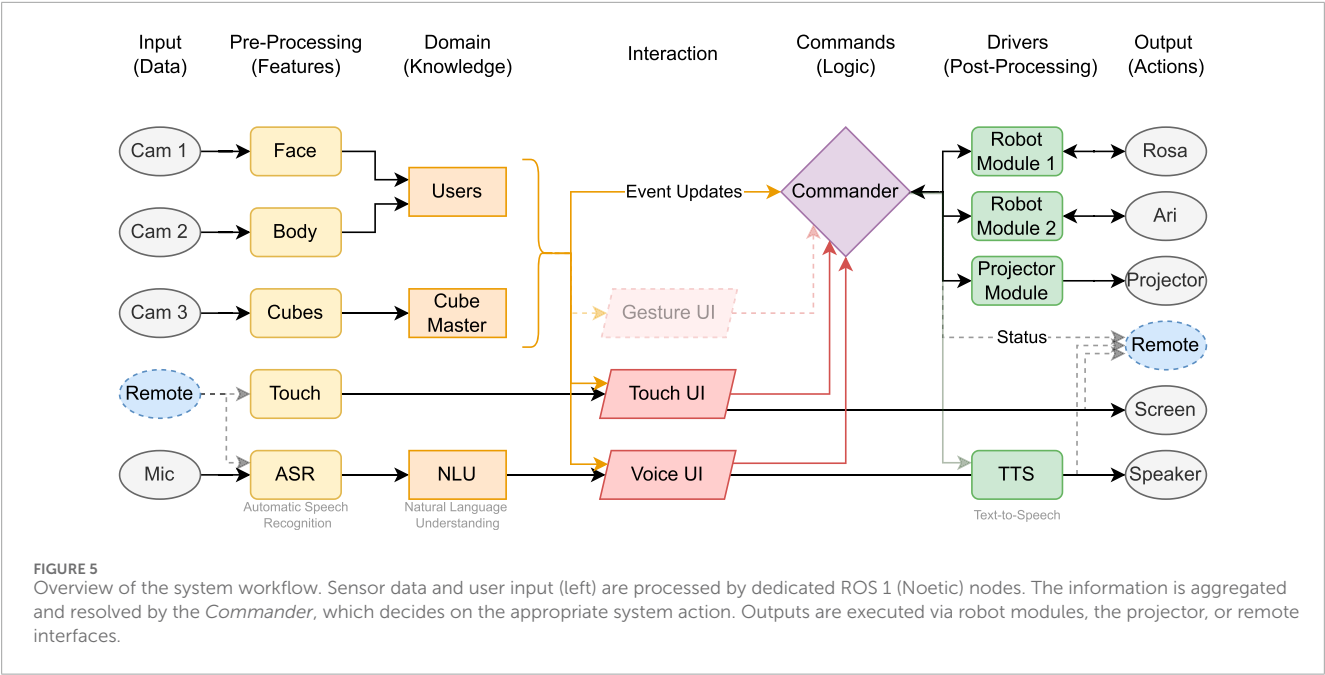 Input
(Data)
Pre-Processing
(Features)
Domain
(Knowledge)
Interaction
Commands
(Logic)
Drivers
(Post-Processing)
Output
(Actions)
Cam 1
Face
Users
Event Updates
Commander
Robot
Module 1
Rosa
Cam 2
Body
Robot
Module 2
Ari
Cam 3
Cubes
Cube
Master
Gesture UI
Projector
Module
Projector
Status
Remote
Remote
Touch
Touch UI
Screen
Mic
ASR
Automatic Speech
Recognition
NLU
Natural Language
Understanding
Voice UI
TTS
Text-to-Speech
Speaker
FIGURE 5
Overview of the system workflow. Sensor data and user input (left) are processed by dedicated ROS 1 (Noetic) nodes. The information is aggregated
and resolved by the Commander, which decides on the appropriate system action. Outputs are executed via robot modules, the projector, or remote
interfaces.